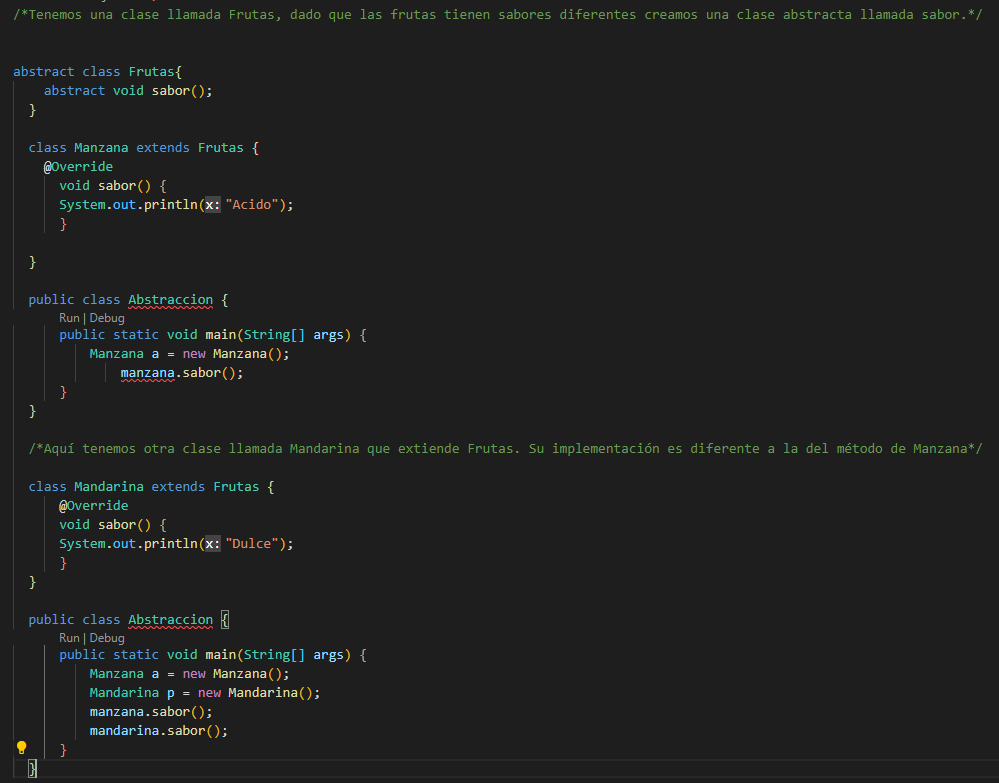 /*Tenemos una clase llamada Frutas, dado que las frutas tienen sabores diferentes creamos una clase abstracta llamada sabor.*/
abstract class Frutas{
abstract void sabor();
}
class Manzana extends Frutas {
@Override
void sabor() {
System.out.println(x: "Acido");
}
}
public class Abstraccion {
Run | Debug
public static void main(String[] args) {
Manzana a = new Manzana();
manzana.sabor();
}
}
/*Aquí tenemos otra clase llamada Mandarina que extiende Frutas. Su implementación es diferente a la del método de Manzana*/
class Mandarina extends Frutas {
@Override
void sabor() {
System.out.println(x: "Dulce");
}
}
public class Abstraccion {
Run | Debug
public static void main(String[] args) {
Manzana a = new Manzana();
Mandarina p = new Mandarina();
manzana.sabor();
mandarina.sabor();
}
}